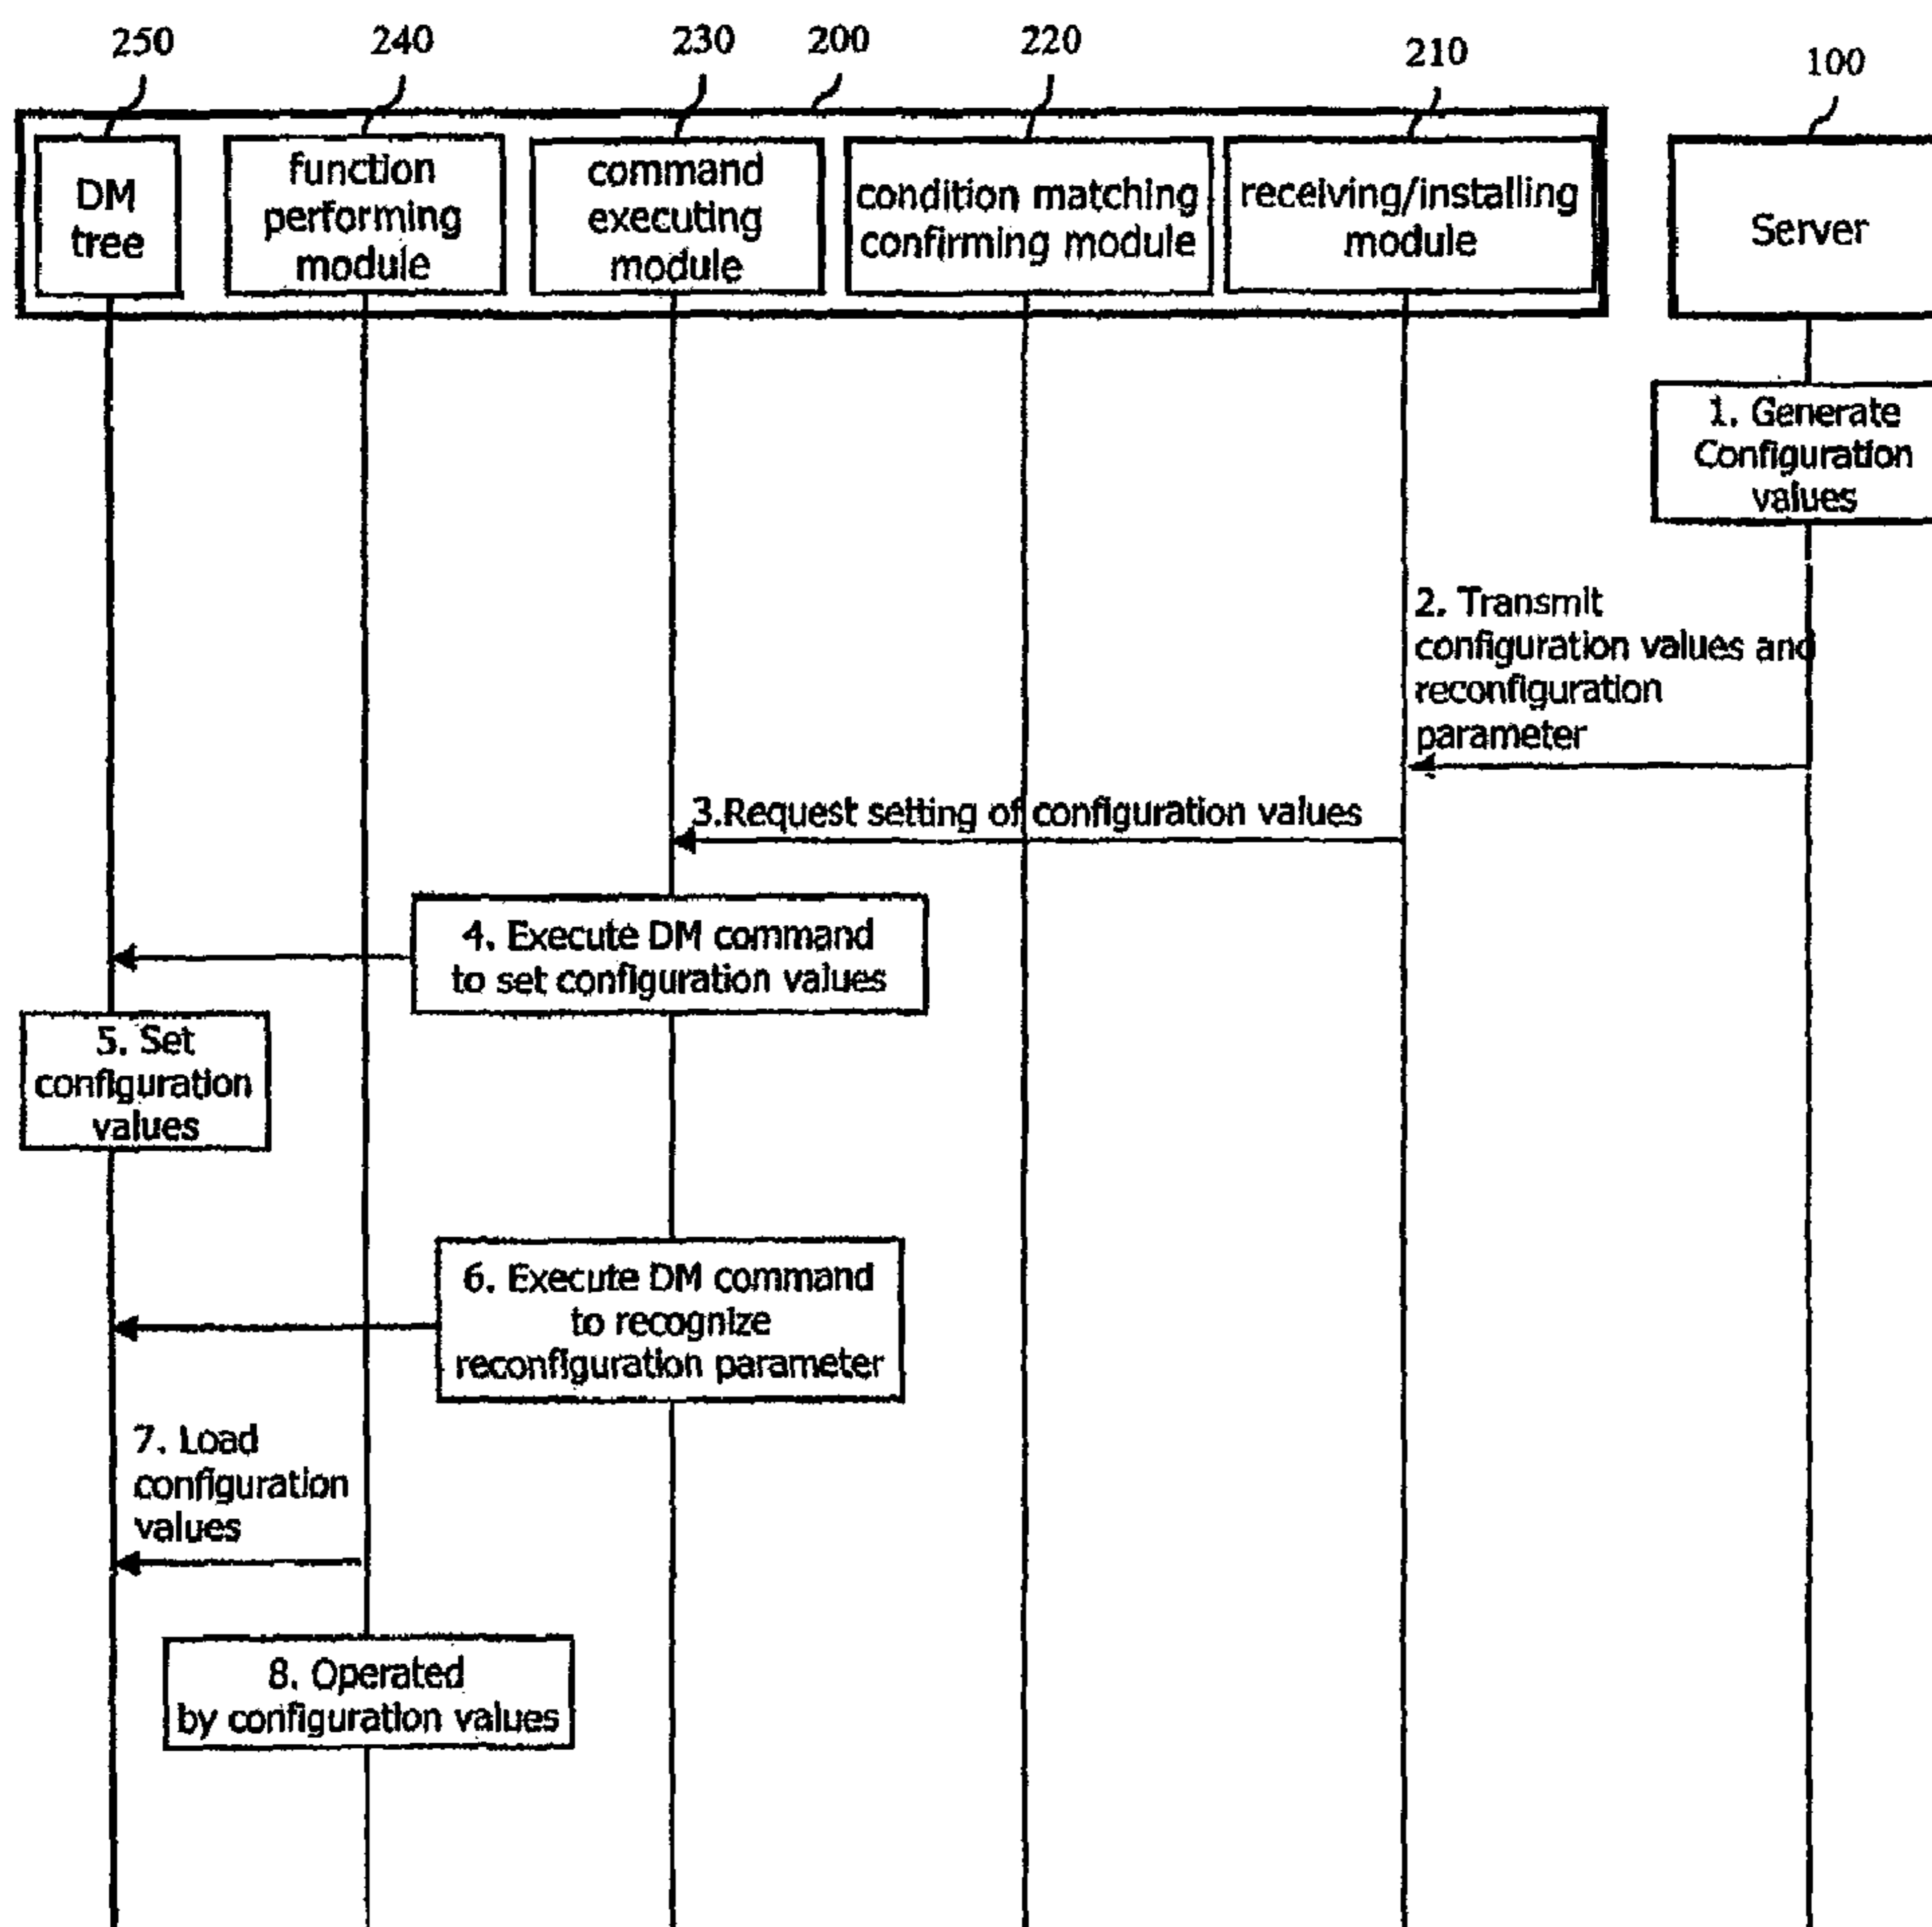 250
240
230
200
220
210
100
DM
tree
function
performing
module
command
executing
module
condition matching
confirming module
receiving/installing
module
Server
1. Generate
Configuration
values
2. Transmit
configuration values and
reconfiguration
parameter
3.Request setting of configuration values
4. Execute DM command
to set configuration values
5. Set
configuration
values
6. Execute DM command
to recognize
reconfiguration parameter
7. Load
configuration
values
8. Operated
by configuration values